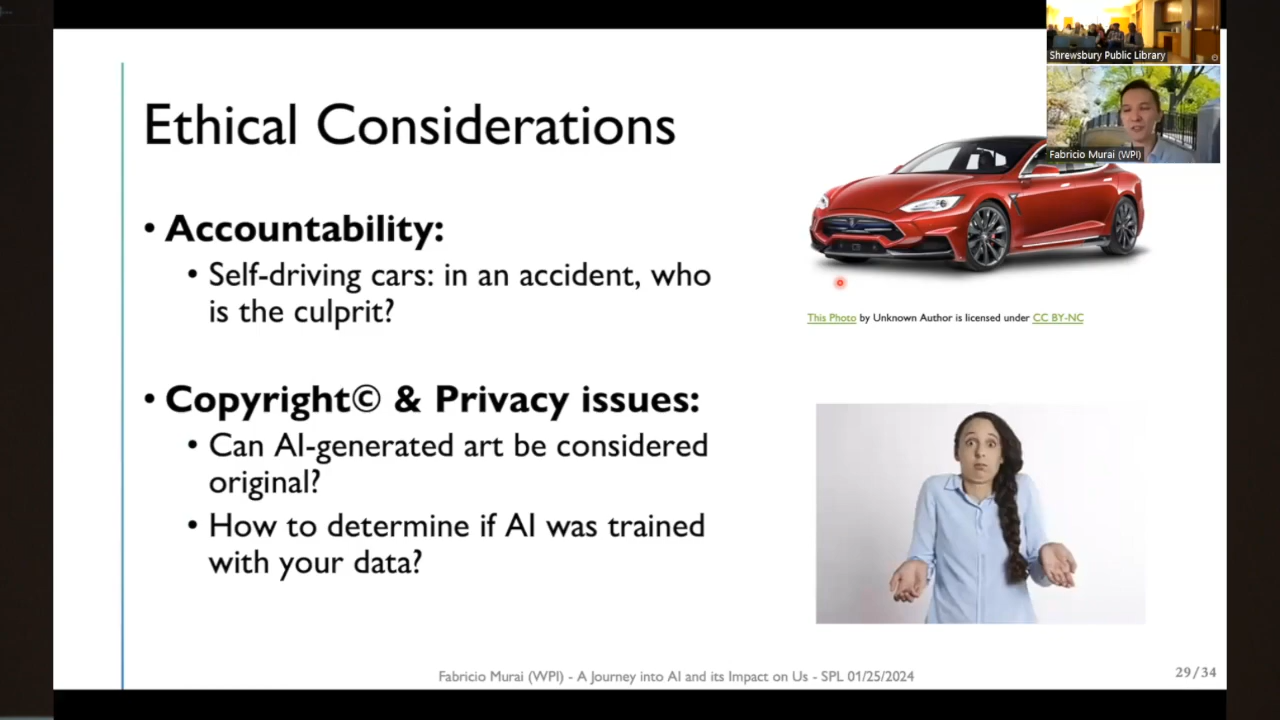 Shrewsbury Public Library
Fabricio Murai (WPI)
Ethical Considerations
• Accountability:
• Self-driving cars: in an accident, who
is the culprit?
This Photo by Unknown Author is licensed under CC BY-NC
• Copyright© & Privacy issues:
• Can AI-generated art be considered
original?
• How to determine if AI was trained
with your data?
Fabricio Murai (WPI) - A Journey into AI and its Impact on Us - SPL 01/25/2024
29/34